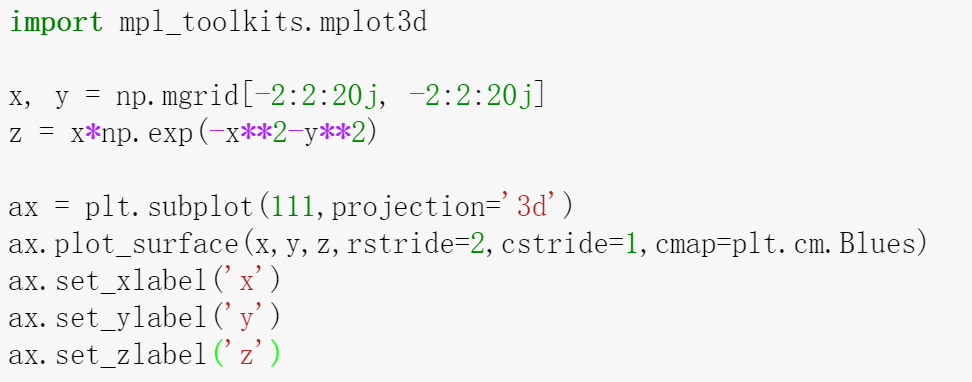 import mpl_toolkits.mplot3d
x, y = np.mgrid[-2:2:20j, -2:2:20j]
z = x*np.exp(-x**2-y**2)
ax = plt.subplot(111,projection='3d')
ax.plot_surface(x,y,z,rstride=2,cstride=1,cmap=plt.cm.Blues)
ax.set_xlabel('x')
ax.set_ylabel('y')
ax.set_zlabel('z')